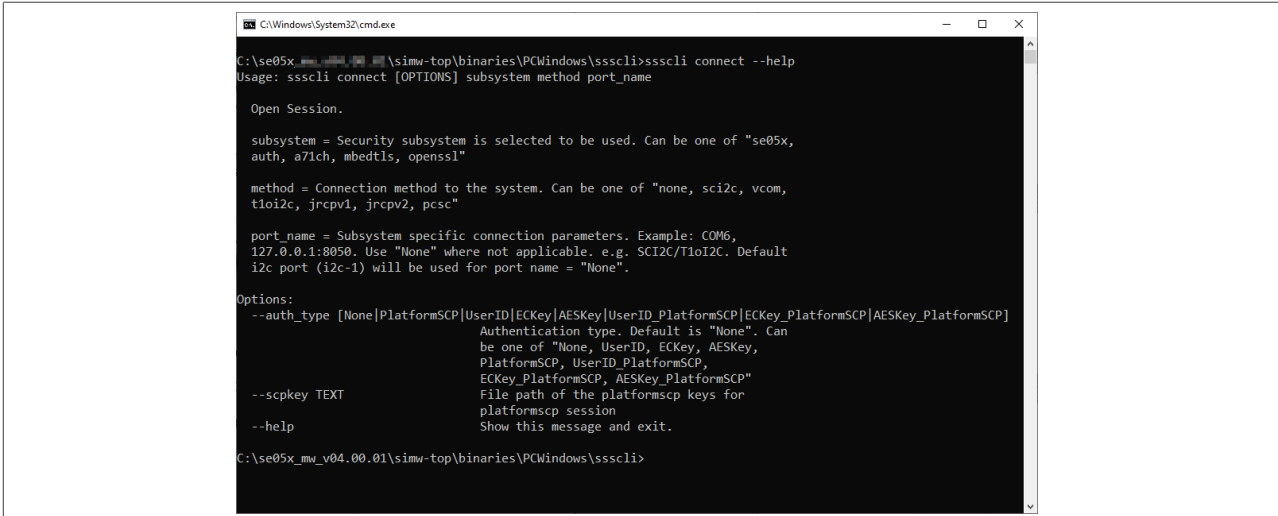 C:\Windows\System32\cmd.exe
C:\se05x_ \simw-top\binaries\PCWindows\ssscli>ssscli connect --help
Usage: ssscli connect [OPTIONS] subsystem method port_name
Open Session.
subsystem = Security subsystem is selected to be used. Can be one of "se05x,
auth, a71ch, mbedtls, openssl"
method = Connection method to the system. Can be one of "none, sci2c, vcom,
t1oi2c, jrcpv1, jrcpv2, pcsc"
port_name = Subsystem specific connection parameters. Example: COM6,
127.0.0.1:8050. Use "None" where not applicable. e.g. SCI2C/T1oI2C. Default
i2c port (i2c-1) will be used for port name = "None".
Options:
--auth_type [None|PlatformSCP|UserID|ECKey|AESKey|UserID_PlatformSCP|ECKey_PlatformSCP|AESKey_PlatformSCP]
Authentication type. Default is "None". Can
be one of "None, UserID, ECKey, AESKey,
PlatformSCP, UserID_PlatformSCP,
ECKey_PlatformSCP, AESKey_PlatformSCP"
--scpkey TEXT File path of the platformscp keys for
platformscp session
--help Show this message and exit.
C:\se05x_mw_v04.00.01\simw-top\binaries\PCWindows\ssscli>